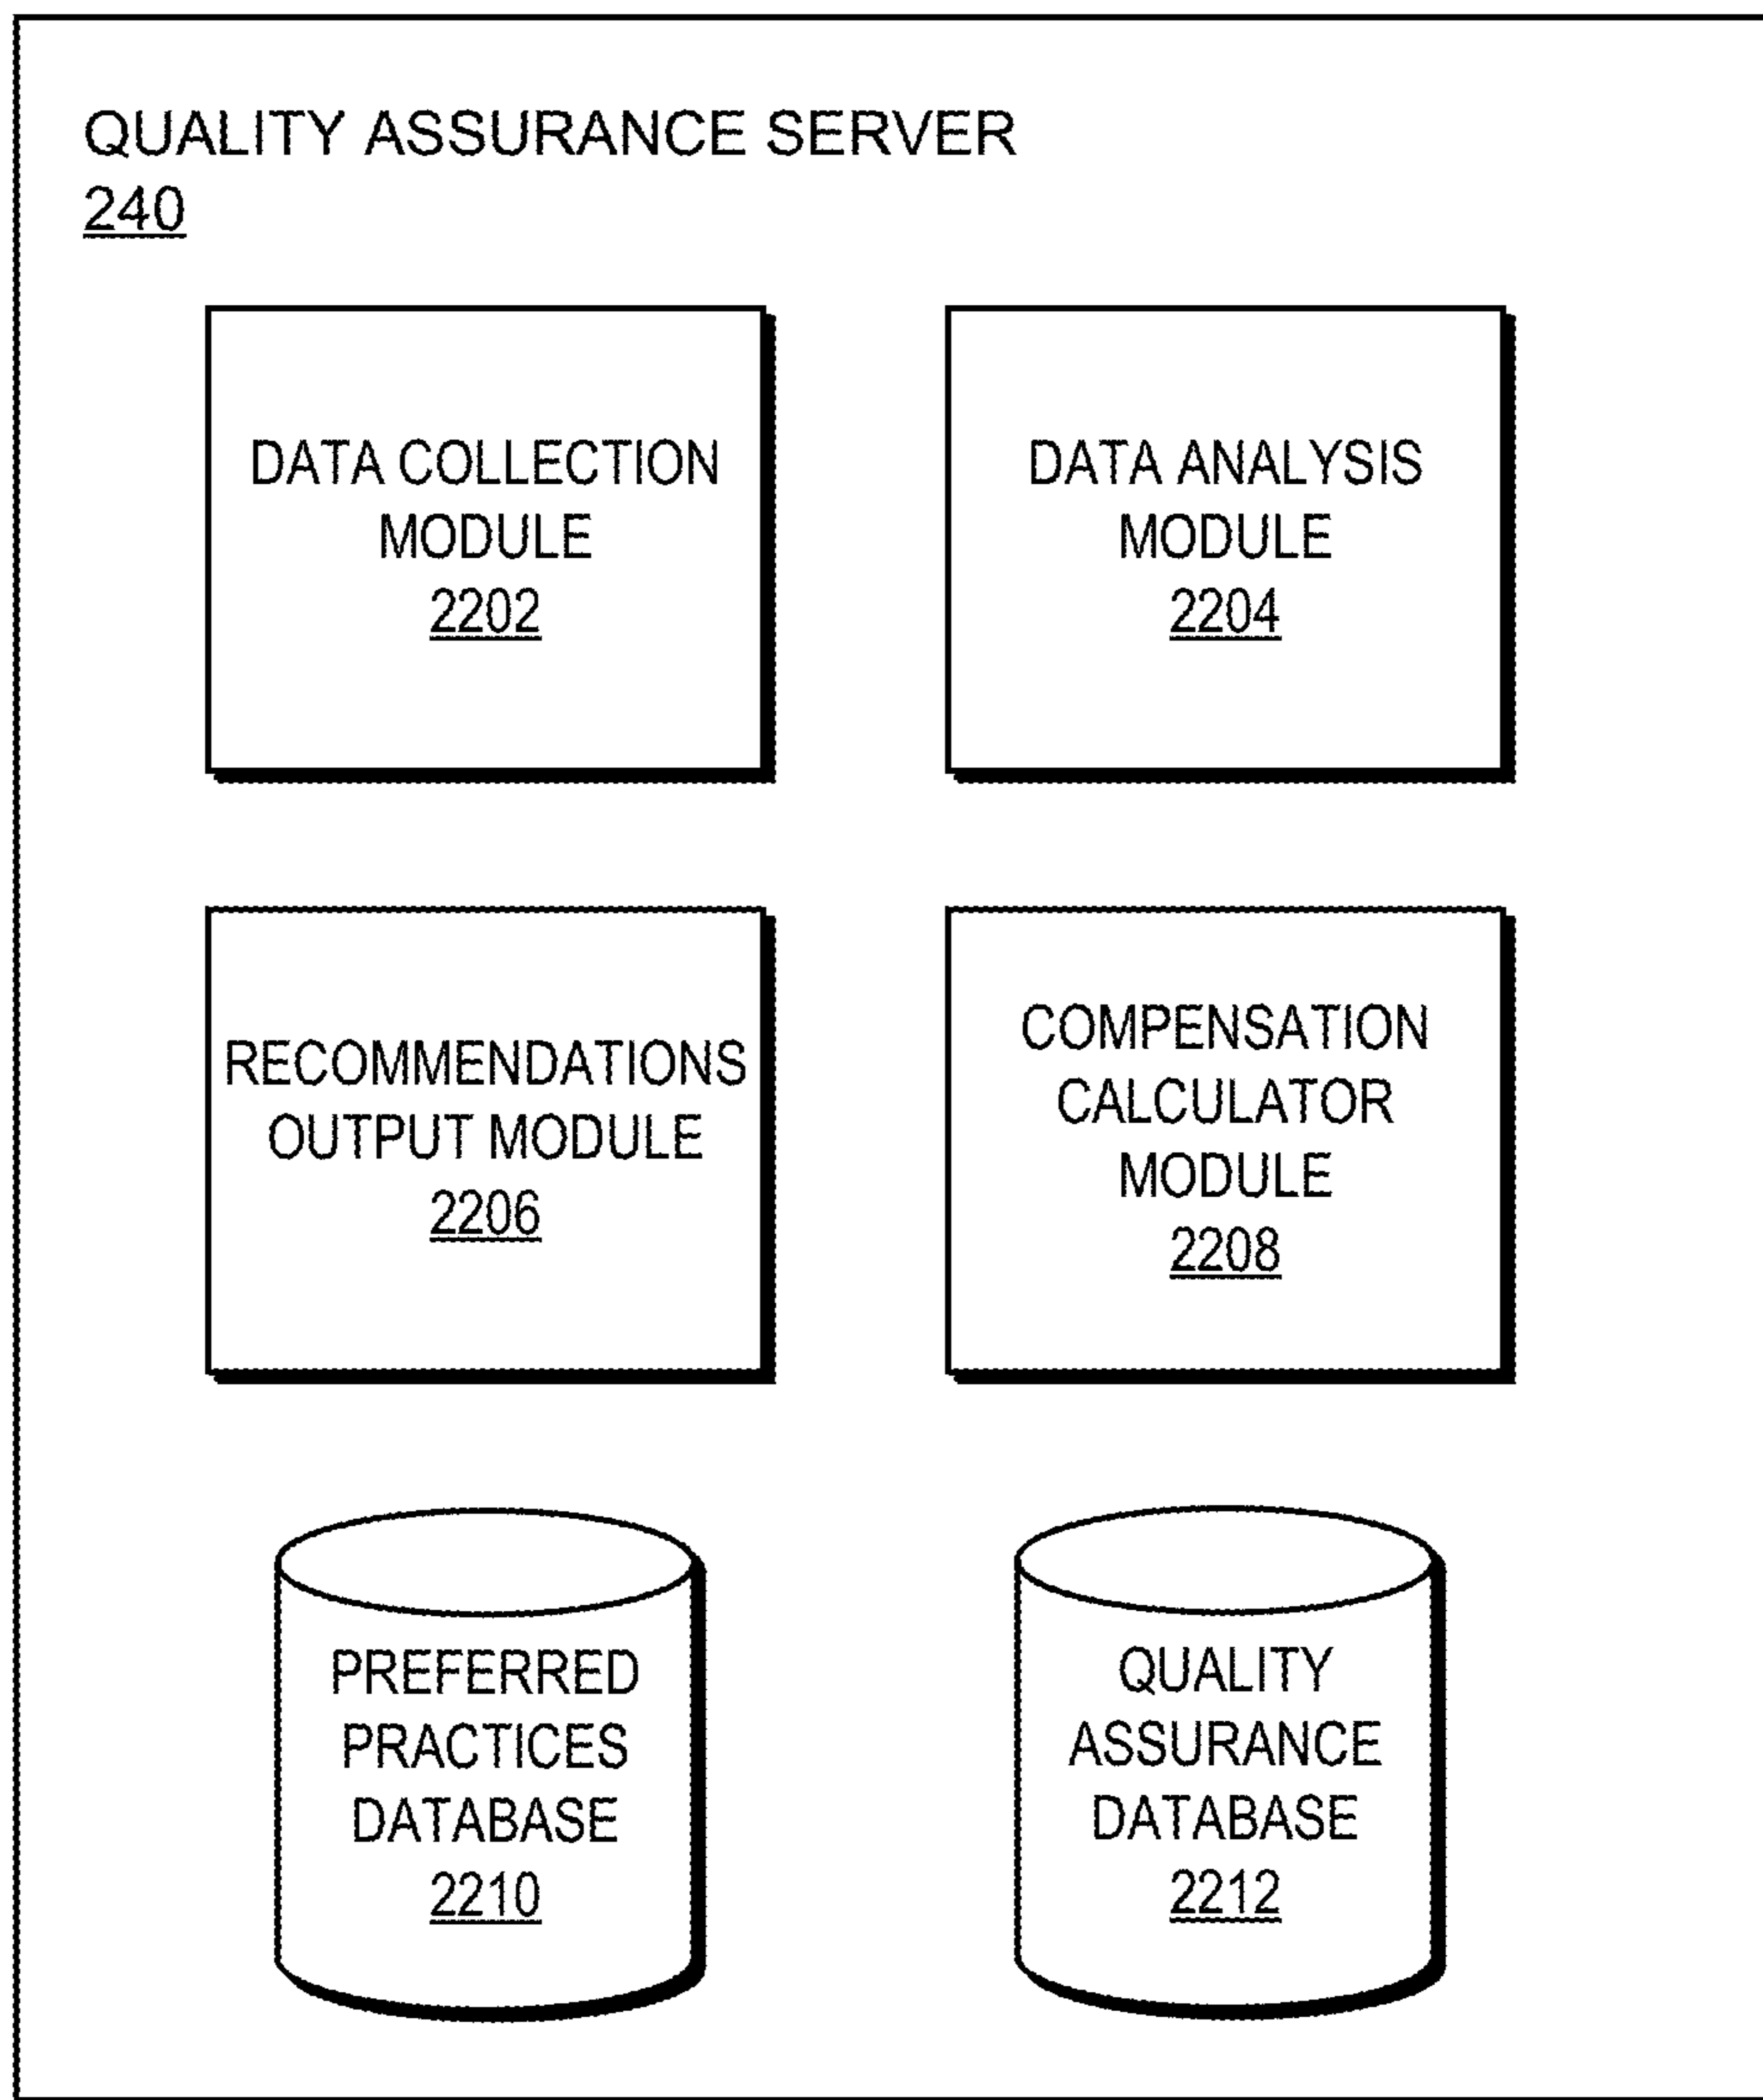 QUALITY ASSURANCE SERVER
240
DATA COLLECTION
MODULE
2202
DATA ANALYSIS
MODULE
2204
RECOMMENDATIONS
OUTPUT MODULE
2206
COMPENSATION
CALCULATOR
MODULE
2208
PREFERRED
PRACTICES
DATABASE
2210
QUALITY
ASSURANCE
DATABASE
2212